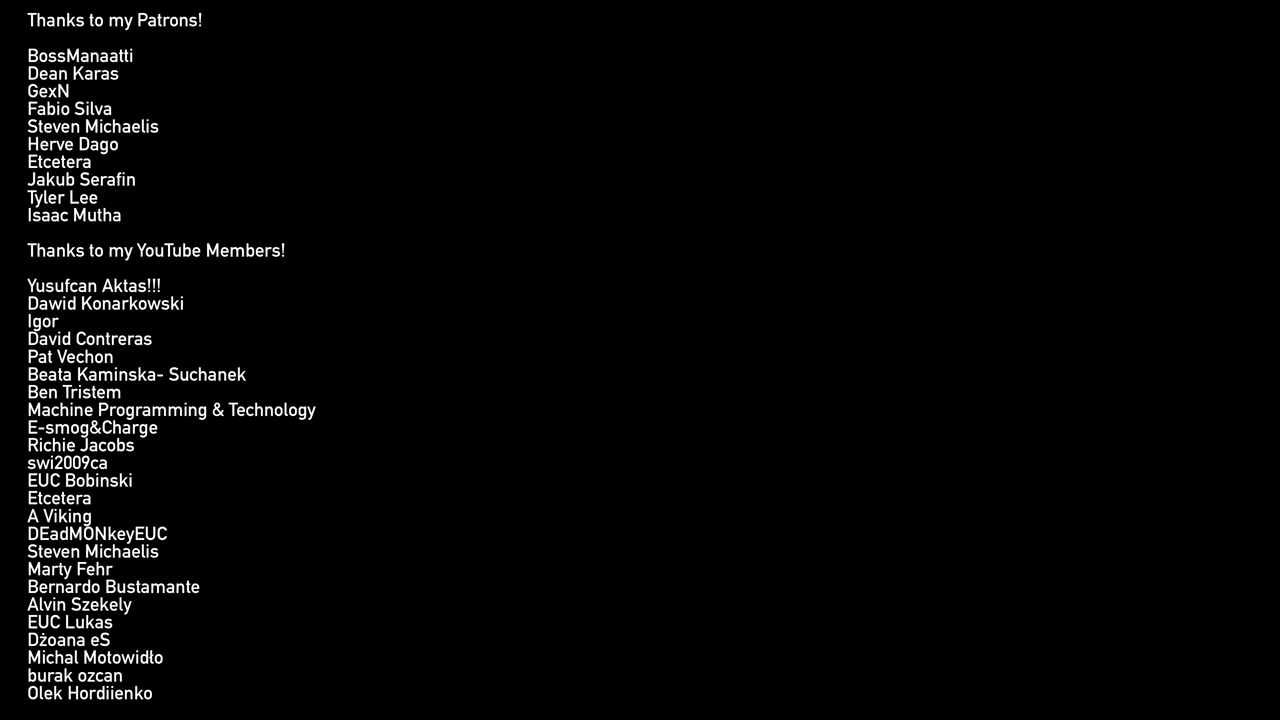 Thanks to my Patrons!
BossManaatti
Dean Karas
GexN
Fabio Silva
Steven Michaelis
Herve Dago
Etcetera
Jakub Serafin
Tyler Lee
Isaac Mutha
Thanks to my YouTube Members!
Yusufcan Aktas!!!
Dawid Konarkowski
Igor
David Contreras
Pat Vechon
Beata Kaminska- Suchanek
Ben Tristem
Machine Programming & Technology
E-smog&Charge
Richie Jacobs
swi2009ca
EUC Bobinski
Etcetera
A Viking
DEadMONkeyEUC
Steven Michaelis
Marty Fehr
Bernardo Bustamante
Alvin Szekely
EUC Lukas
Dżoana eS
Michal Motowidło
burak ozcan
Olek Hordiienko